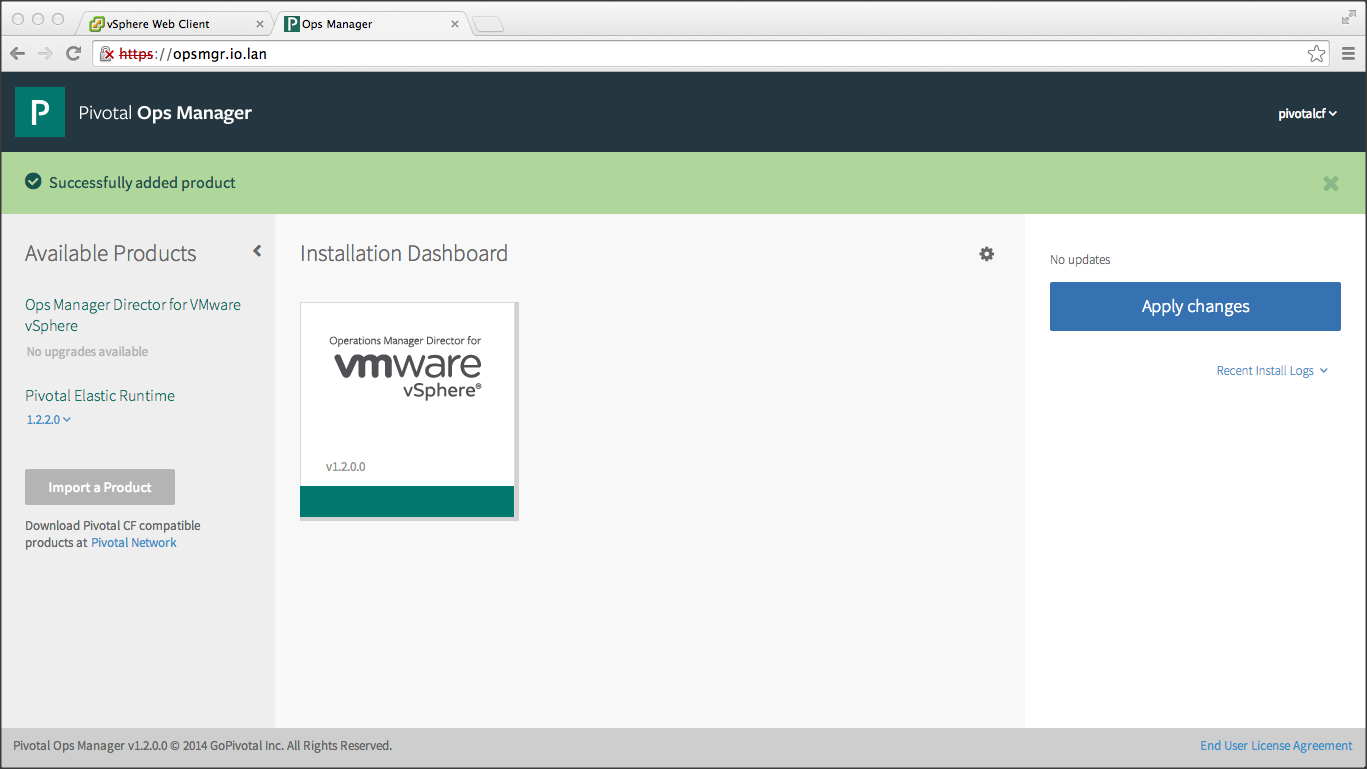 vSphere Web Client
Ops Manager
https://opsmgr.io.lan
P
Pivotal Ops Manager
pivotalcf
Successfully added product
Available Products
Ops Manager Director for VMware
vSphere
No upgrades available
Pivotal Elastic Runtime
1.2.2.0
Import a Product
Download Pivotal CF compatible
products at Pivotal Network
Installation Dashboard
Operations Manager Director for
vmware
vSphere®
v1.2.0.0
No updates
Apply changes
Recent Install Logs
Pivotal Ops Manager v1.2.0.0 © 2014 GoPivotal Inc. All Rights Reserved.
End User License Agreement